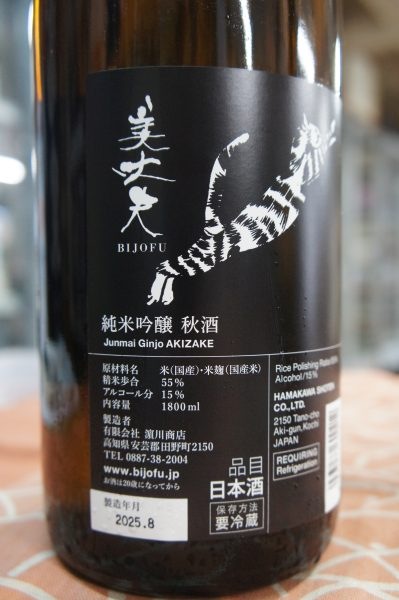 美丈夫
BIJOFU
純米吟醸 秋酒
Junmai Ginjo AKIZAKE
原材料名 米(国産)・米麹(国産米)
精米歩合 55%
アルコール分 15%
内容量 1800ml
製造者
有限会社 濵川商店
高知県安芸郡田野町2150
TEL 0887-38-2004
www.bijofu.jp
お酒は20歳になってから
製造年月
2025.8
品目
日本酒
保存方法
要冷蔵
Rice Polishing Ratio/55%
Alcohol/15%
HAMAKAWA SHOTEN
CO.,LTD.
2150 Tano-cho
Aki-gun,Kochi
JAPAN
REQUIRING
Refrigeration